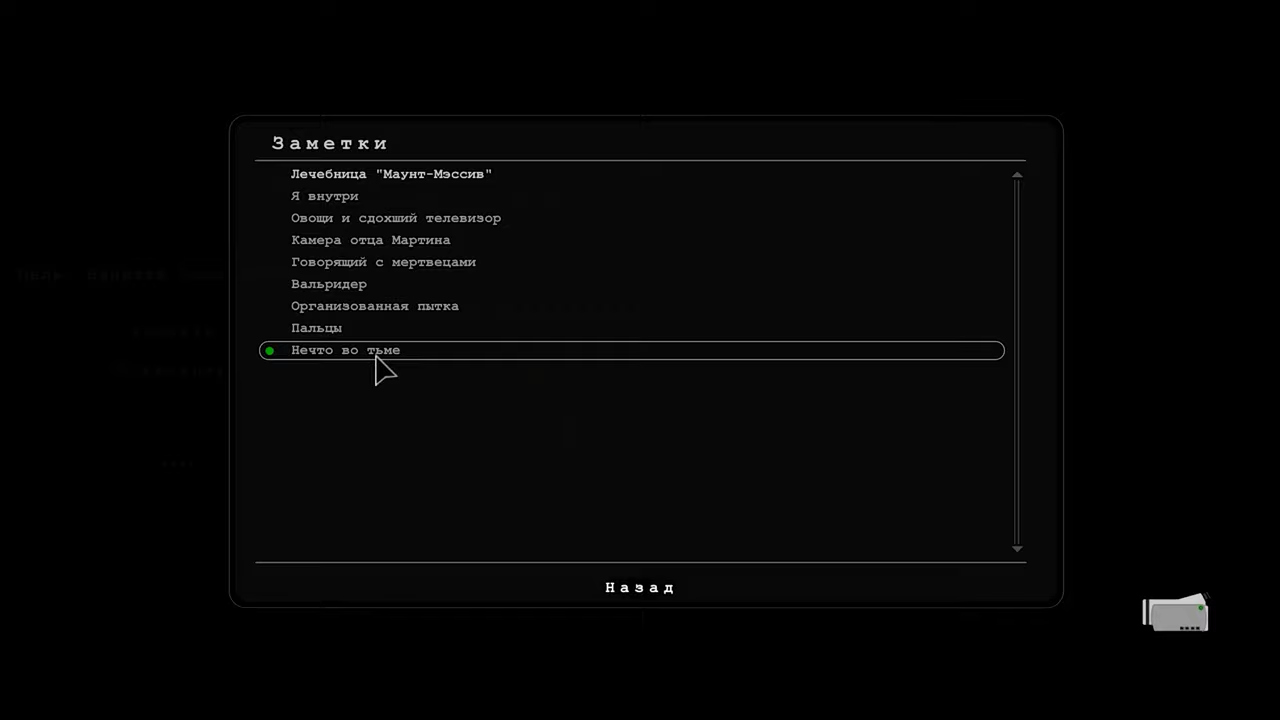 Заметки
Лечебница "Маунт-Мэссив"
Я внутри
Овощи и сдохший телевизор
Камера отца Мартина
Говорящий с мертвецами
Вальридер
Организованная пытка
Пальцы
Нечто во тьме
Назад